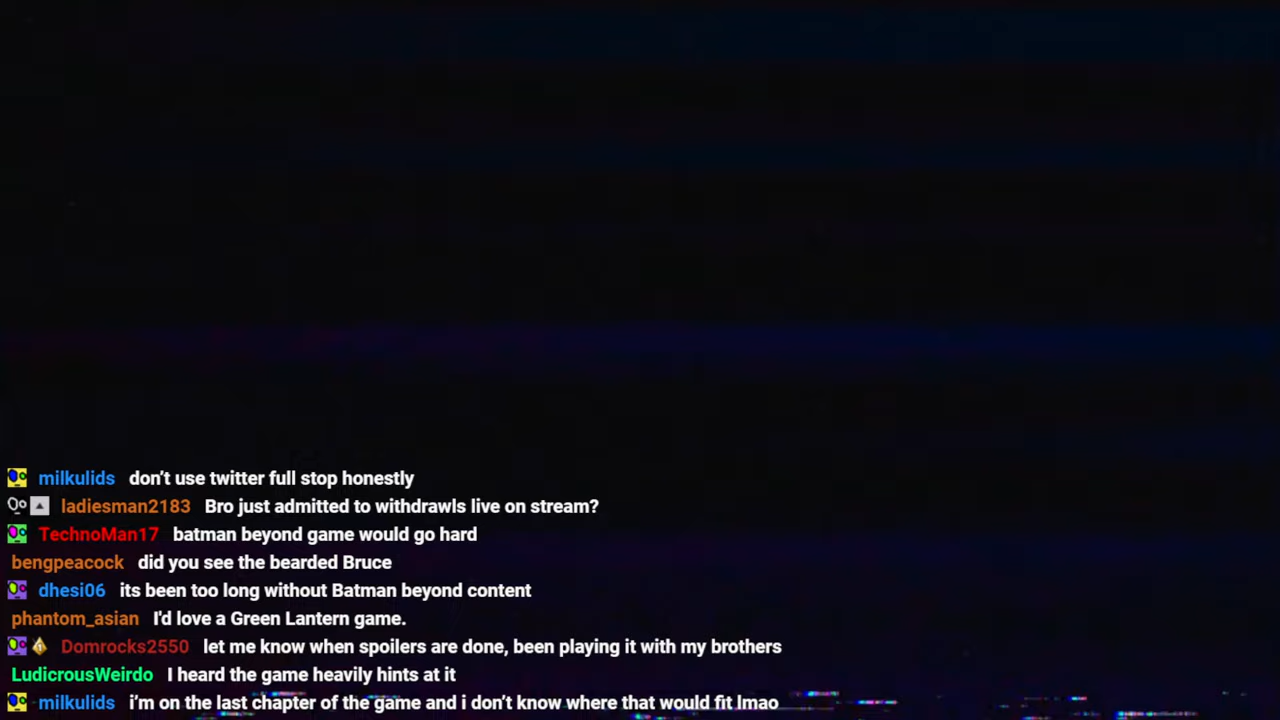 milkulids don’t use twitter full stop honestly
ladiesman2183 Bro just admitted to withdrawls live on stream?
TechnoMan17 batman beyond game would go hard
bengpeacock did you see the bearded Bruce
dhesi06 its been too long without Batman beyond content
phantom_asian I'd love a Green Lantern game.
Domrocks2550 let me know when spoilers are done, been playing it with my brothers
LudicrousWeirdo I heard the game heavily hints at it
milkulids i’m on the last chapter of the game and i don’t know where that would fit lmao